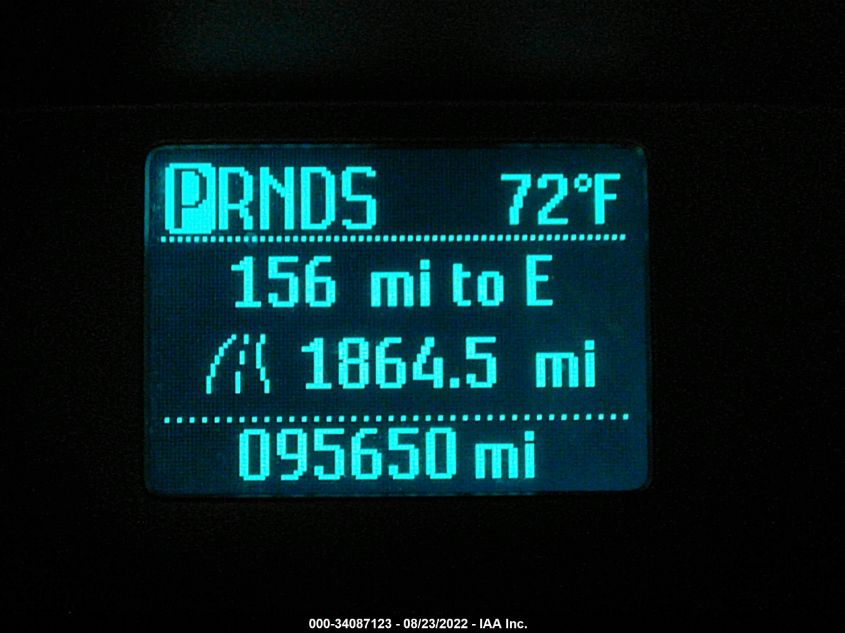 PRNDS 72°F
156 mi to E
1864.5 mi
095650 mi
000-34087123 - 08/23/2022 - IAA Inc.